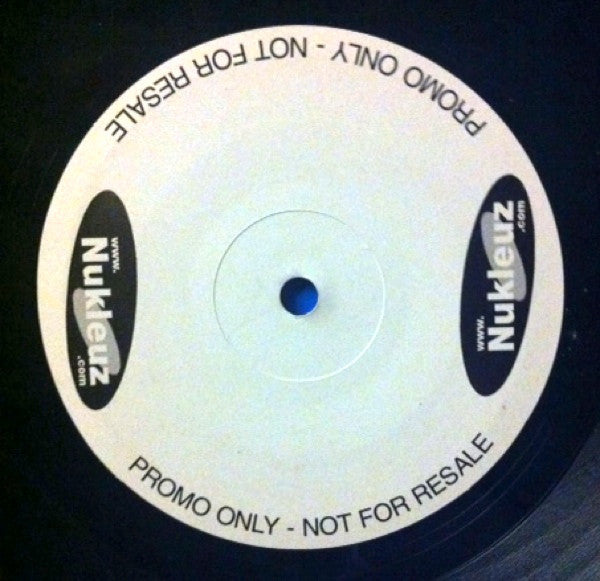 PROMO ONLY - NOT FOR RESALE
www.
Nukleuz
.com
www.
Nukleuz
.com
PROMO ONLY - NOT FOR RESALE